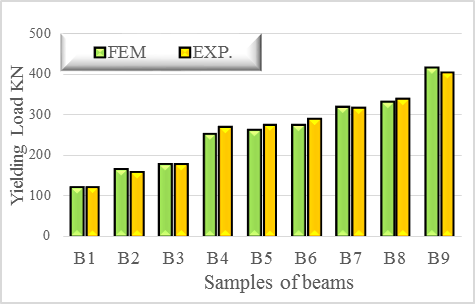 500
FEM EXP.
400
300
200
100
0
Yielding Load KN
B1 B2 B3 B4 B5 B6 B7 B8 B9
Samples of beams